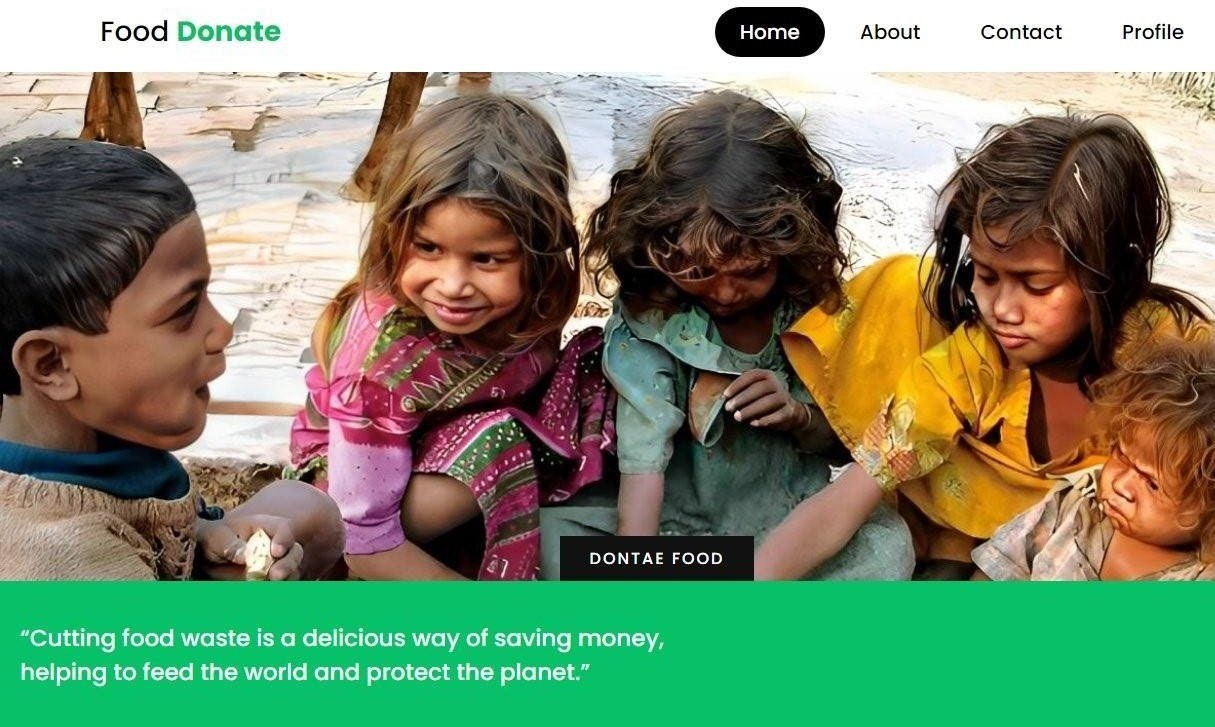 Food Donate
Home About Contact Profile
DONTAE FOOD
“Cutting food waste is a delicious way of saving money,
helping to feed the world and protect the planet.”